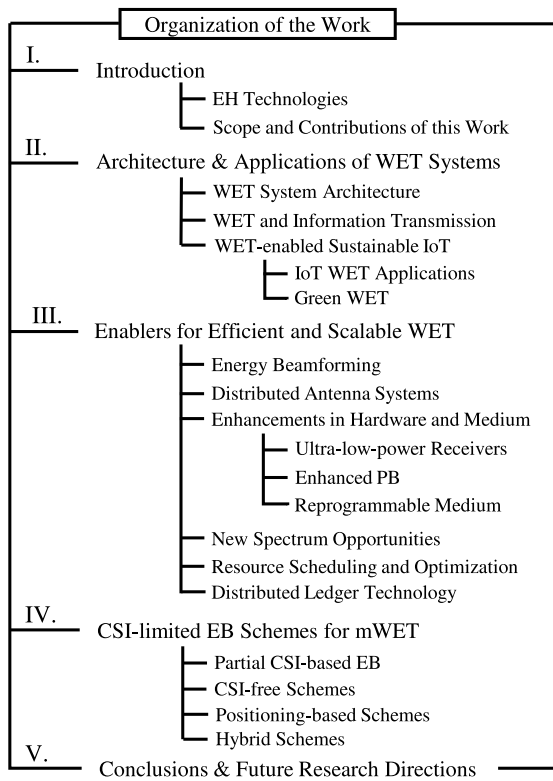 Organization of the Work
I.
Introduction
EH Technologies
Scope and Contributions of this Work
II.
Architecture & Applications of WET Systems
WET System Architecture
WET and Information Transmission
WET-enabled Sustainable IoT
IoT WET Applications
Green WET
III.
Enablers for Efficient and Scalable WET
Energy Beamforming
Distributed Antenna Systems
Enhancements in Hardware and Medium
Ultra-low-power Receivers
Enhanced PB
Reprogrammable Medium
New Spectrum Opportunities
Resource Scheduling and Optimization
Distributed Ledger Technology
IV.
CSI-limited EB Schemes for mWET
Partial CSI-based EB
CSI-free Schemes
Positioning-based Schemes
Hybrid Schemes
V.
Conclusions & Future Research Directions